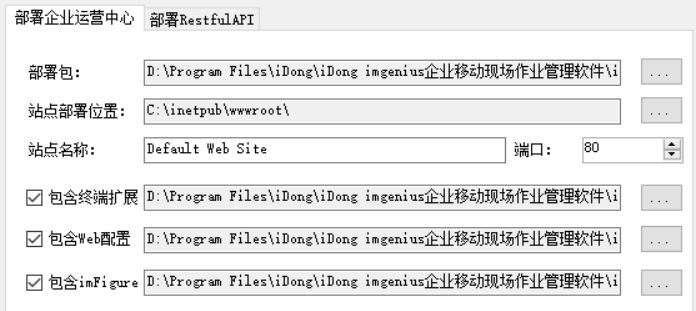 部署企业运营中心 部署RestfulAPI
部署包： D:\Program Files\iDong\iDong imgenius企业移动现场作业管理软件\i ...
站点部署位置： C:\inetpub\wwwroot\ ...
站点名称： Default Web Site 端口： 80
包含终端扩展 D:\Program Files\iDong\iDong imgenius企业移动现场作业管理软件\i ...
包含Web配置 D:\Program Files\iDong\iDong imgenius企业移动现场作业管理软件\i ...
包含imFigure D:\Program Files\iDong\iDong imgenius企业移动现场作业管理软件\i ...